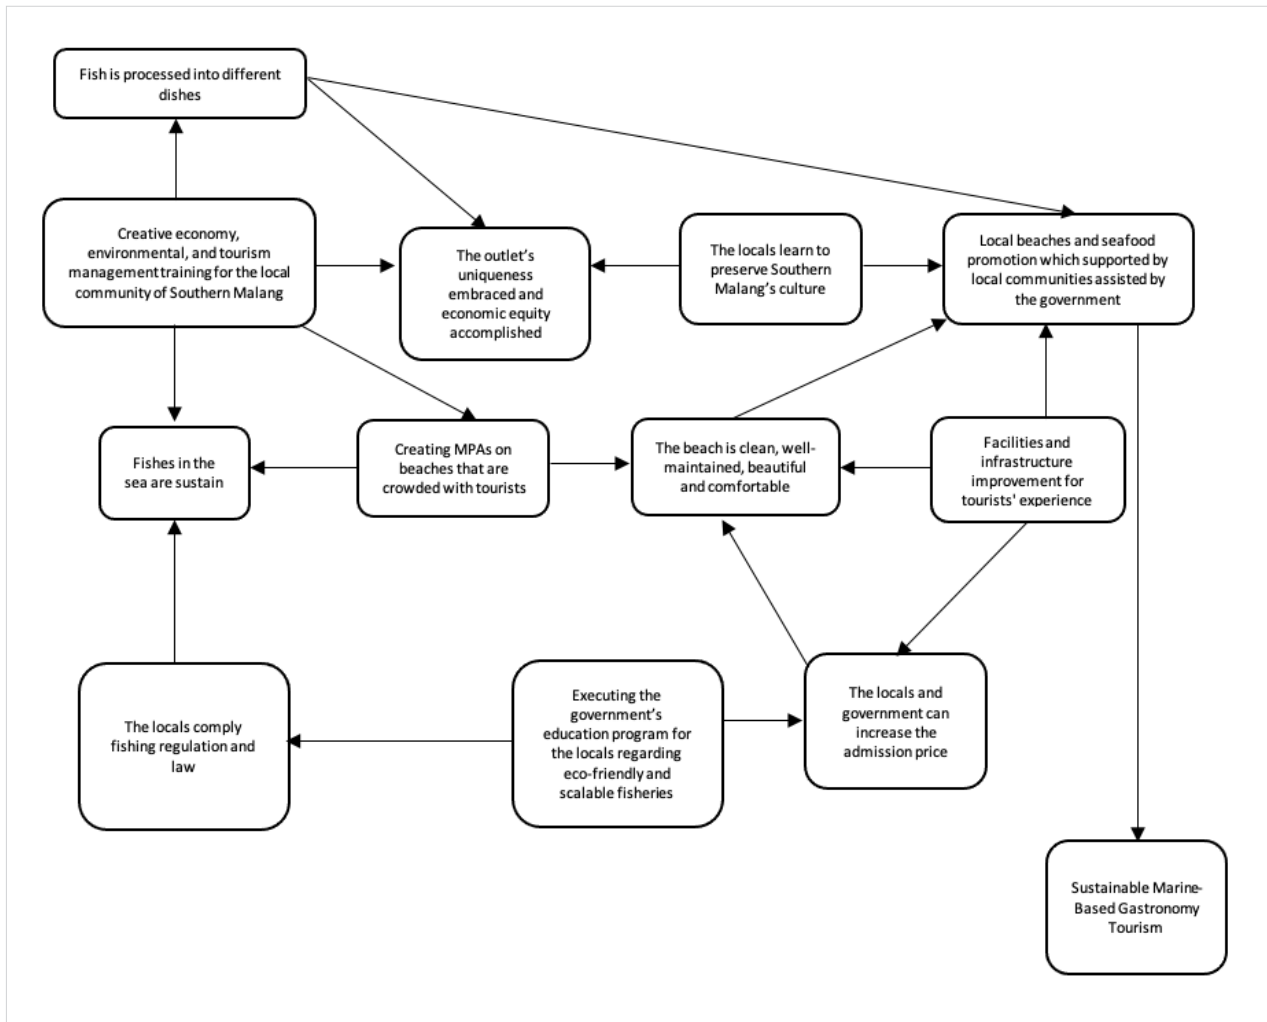 Fish is processed into different
dishes
Creative economy,
environmental, and tourism
management training for the local
community of Southern Malang
The outlet’s
uniqueness
embraced and
economic equity
accomplished
The locals learn to
preserve Southern
Malang’s culture
Local beaches and seafood
promotion which supported by
local communities assisted by
the government
Fishes in the
sea are sustain
Creating MPAs on
beaches that are
crowded with tourists
The beach is clean, well-
maintained, beautiful
and comfortable
Facilities and
infrastructure
improvement for
tourists' experience
The locals comply
fishing regulation and
law
Executing the
government’s
education program for
the locals regarding
eco-friendly and
scalable fisheries
The locals and
government can
increase the
admission price
Sustainable Marine-
Based Gastronomy
Tourism